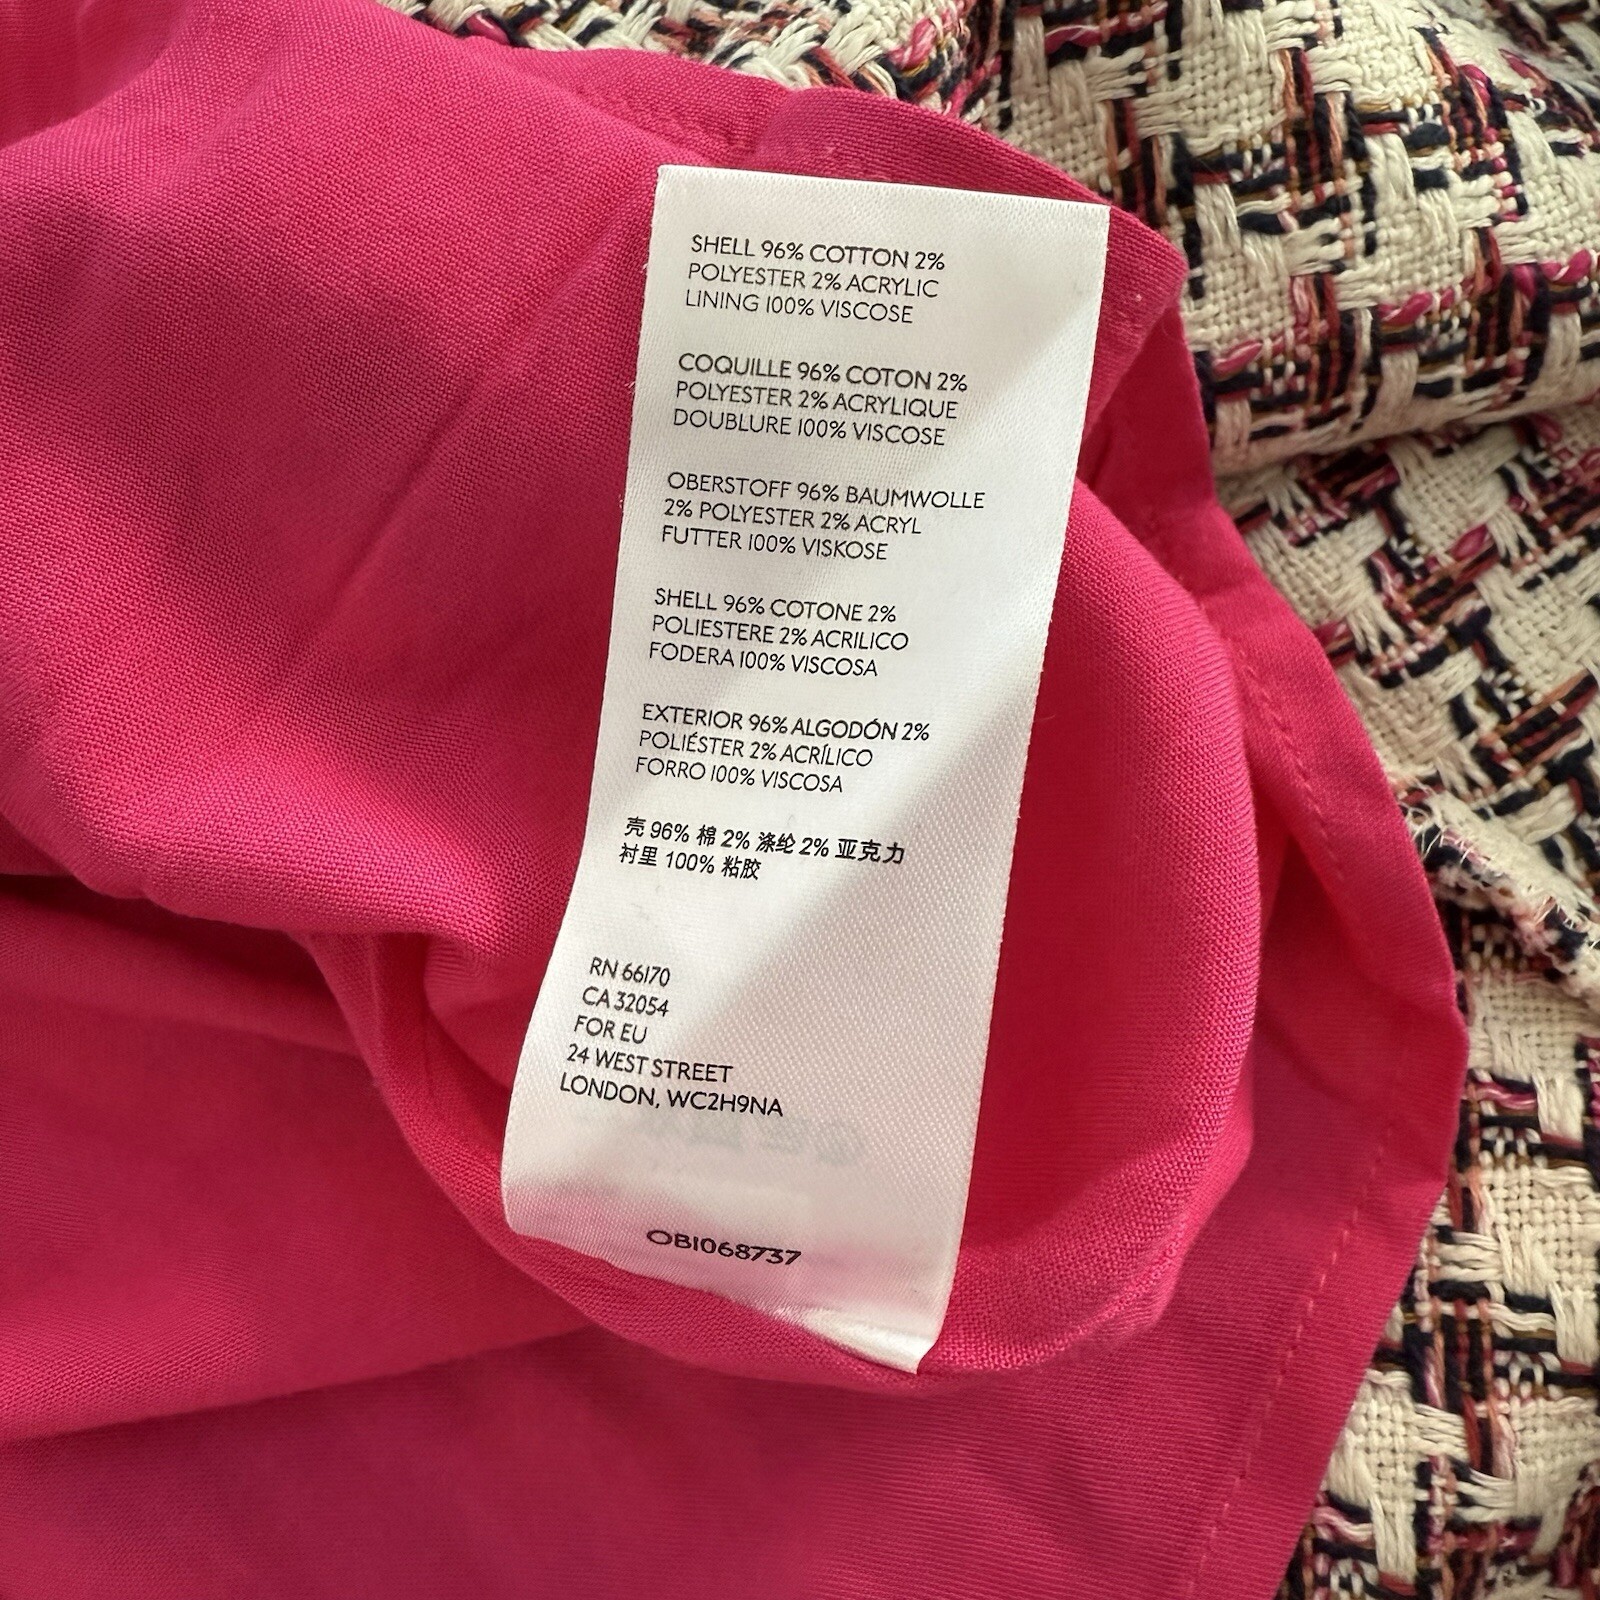 SHELL 96% COTTON 2%
POLYESTER 2% ACRYLIC
LINING 100% VISCOSE
COQUILLE 96% COTON 2%
POLYESTER 2% ACRYLIQUE
DOUBLURE 100% VISCOSE
OBERSTOFF 96% BAUMWOLLE
2% POLYESTER 2% ACRYL
FUTTER 100% VISKOSE
SHELL 96% COTONE 2%
POLIESTERE 2% ACRILICO
FODERA 100% VISCOSA
EXTERIOR 96% ALGODÓN 2%
POLIÉSTER 2% ACRÍLICO
FORRO 100% VISCOSA
壳 96% 棉 2% 涤纶 2% 亚克力
衬里 100% 粘胶
RN 66170
CA 32054
FOR EU
24 WEST STREET
LONDON, WC2H9NA
OB1068737